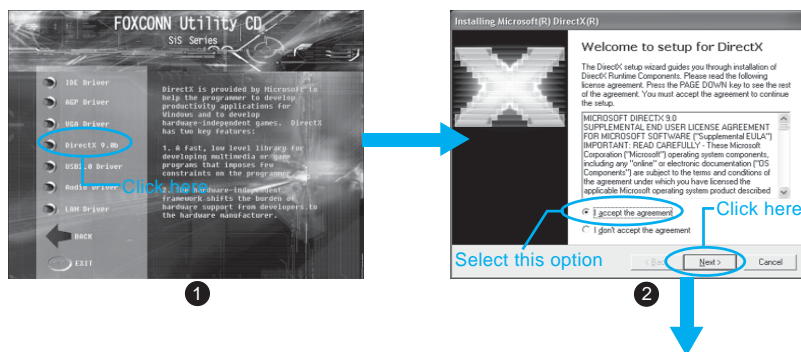 FOXCONN Utility CD
SiS Series
IDE Driver
AGP Driver
VGA Driver
DirectX 9.0b
USB2.0 Driver
Audio Driver
LAN Driver
BACK
EXIT
DirectX is provided by Microsoft to
help the programmer to develop
productivity applications for
Windows and to develop
hardware-independent games. DirectX
has two key features:
1. A fast, low level library for
developing multimedia or game
programs that imposes few
constraints on the programmer
2. The hardware-independent
framework shifts the burden of
hardware support from developers to
the hardware manufacturer.
Click here
1
Installing Microsoft(R) DirectX(R)
Welcome to setup for DirectX
The DirectX setup wizard guides you through installation of
DirectX Runtime Components. Please read the following
license agreement. Press the PAGE DOWN key to see the rest
of the agreement. You must accept the agreement to continue
the setup.
MICROSOFT DIRECTX 9.0
SUPPLEMENTAL END USER LICENSE AGREEMENT
FOR MICROSOFT SOFTWARE ("Supplemental EULA")
IMPORTANT: READ CAREFULLY - These Microsoft
Corporation ("Microsoft") operating system components,
including any "online" or electronic documentation ("OS
Components") are subject to the terms and conditions of
the agreement under which you have licensed the
applicable Microsoft operating system product described
I accept the agreement
I don't accept the agreement
Click here
Select this option
< Back
Next >
Cancel
2